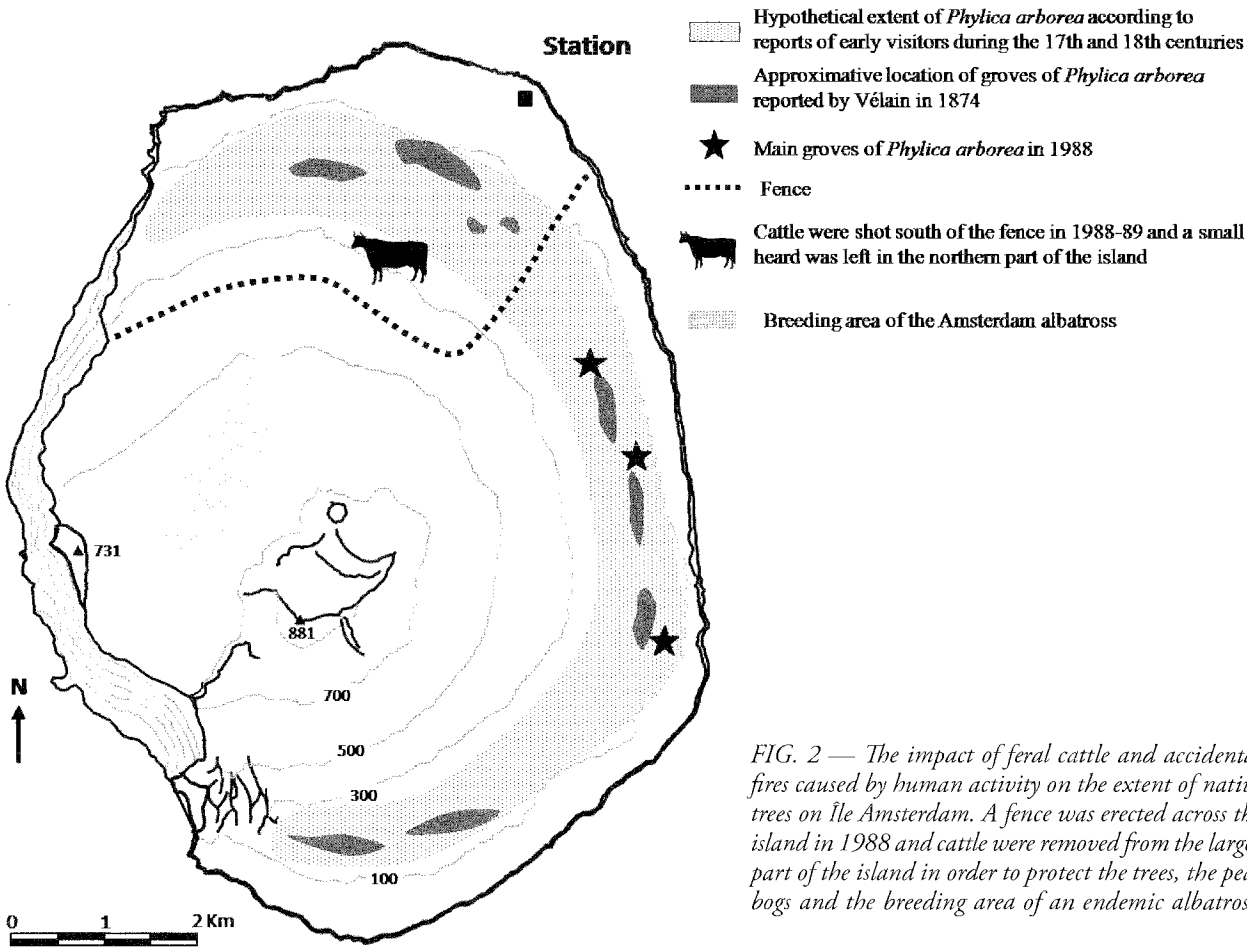 Station
Hypothetical extent of Phylica arborea according to
reports of early visitors during the 17th and 18th centuries
Approximative location of groves of Phylica arborea
reported by Vélain in 1874
Main groves of Phylica arborea in 1988
Fence
Cattle were shot south of the fence in 1988-89 and a small
heard was left in the northern part of the island
Breeding area of the Amsterdam albatross
731
881
N
700
500
300
100
0 1 2 Km
FIG. 2 — The impact of feral cattle and accidenta
fires caused by human activity on the extent of nativ
trees on Île Amsterdam. A fence was erected across th
island in 1988 and cattle were removed from the large
part of the island in order to protect the trees, the pea
bogs and the breeding area of an endemic albatros